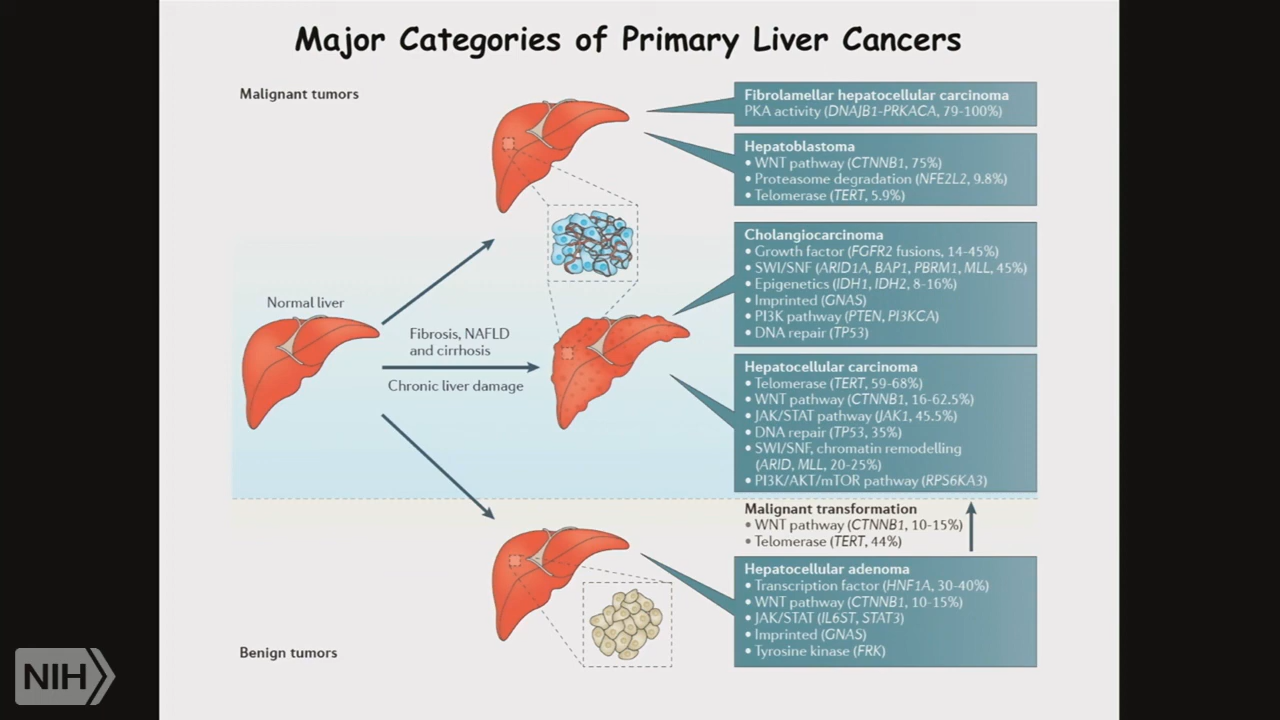 Major Categories of Primary Liver Cancers
Malignant tumors
Fibrolamellar hepatocellular carcinoma
PKA activity (DNAJB1-PRKACA, 79-100%)
Hepatoblastoma
• WNT pathway (CTNNB1, 75%)
• Proteasome degradation (NFE2L2, 9.8%)
• Telomerase (TERT, 5.9%)
Cholangiocarcinoma
• Growth factor (FGFR2 fusions, 14-45%)
• SWI/SNF (ARID1A, BAP1, PBRM1, MLL, 45%)
• Epigenetics (IDH1, IDH2, 8-16%)
• Imprinted (GNAS)
• PI3K pathway (PTEN, PI3KCA)
• DNA repair (TP53)
Normal liver
Fibrosis, NAFLD
and cirrhosis
Chronic liver damage
Hepatocellular carcinoma
• Telomerase (TERT, 59-68%)
• WNT pathway (CTNNB1, 16-62.5%)
• JAK/STAT pathway (JAK1, 45.5%)
• DNA repair (TP53, 35%)
• SWI/SNF, chromatin remodelling
(ARID, MLL, 20-25%)
• PI3K/AKT/mTOR pathway (RPS6KA3)
Malignant transformation
• WNT pathway (CTNNB1, 10-15%)
• Telomerase (TERT, 44%)
Hepatocellular adenoma
• Transcription factor (HNF1A, 30-40%)
• WNT pathway (CTNNB1, 10-15%)
• JAK/STAT (IL6ST, STAT3)
• Imprinted (GNAS)
• Tyrosine kinase (FRK)
Benign tumors
NIH